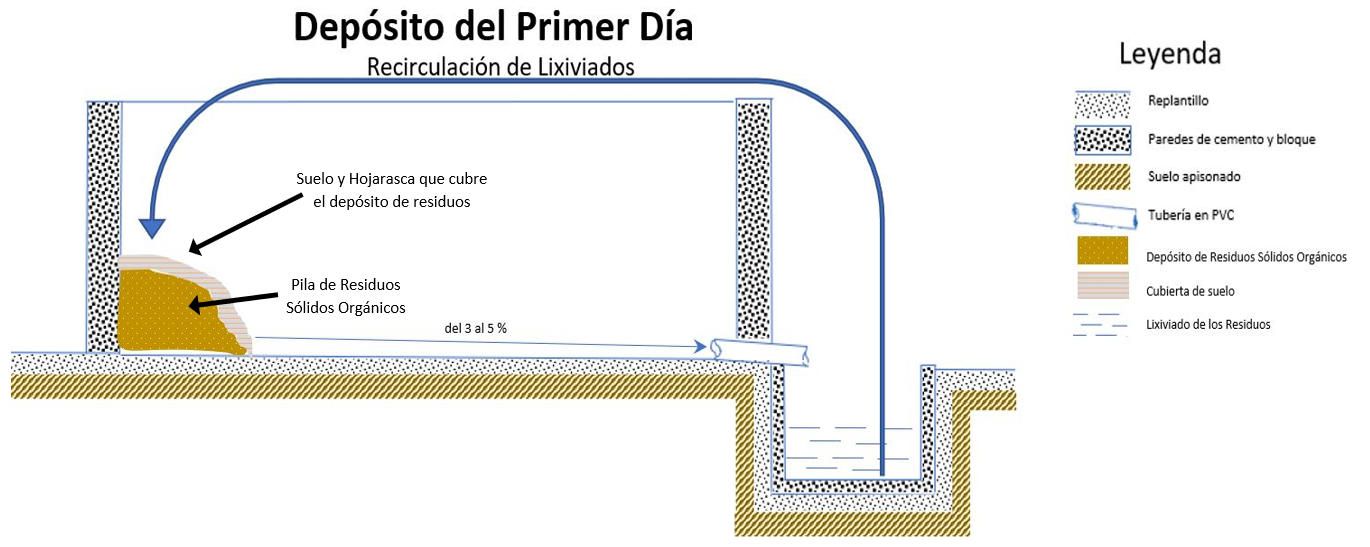 Depósito del Primer Día
Recirculación de Lixiviados
Suelo y Hojarasca que cubre
el depósito de residuos
Pila de Residuos
Sólidos Orgánicos
del 3 al 5 %
Leyenda
Replantillo
Paredes de cemento y bloque
Suelo apisonado
Tubería en PVC
Depósito de Residuos Sólidos Orgánicos
Cubierta de suelo
Lixiviado de los Residuos